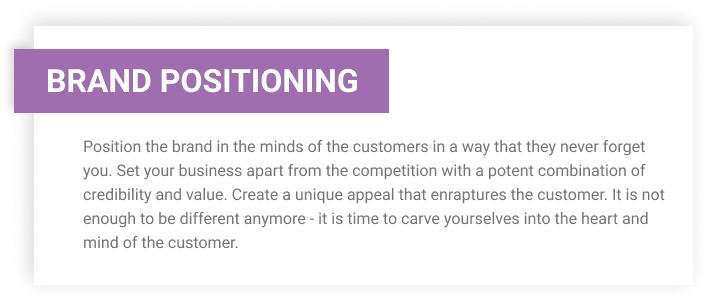 BRAND POSITIONING
Position the brand in the minds of the customers in a way that they never forget
you. Set your business apart from the competition with a potent combination of
credibility and value. Create a unique appeal that enraptures the customer. It is not
enough to be different anymore - it is time to carve yourselves into the heart and
mind of the customer.